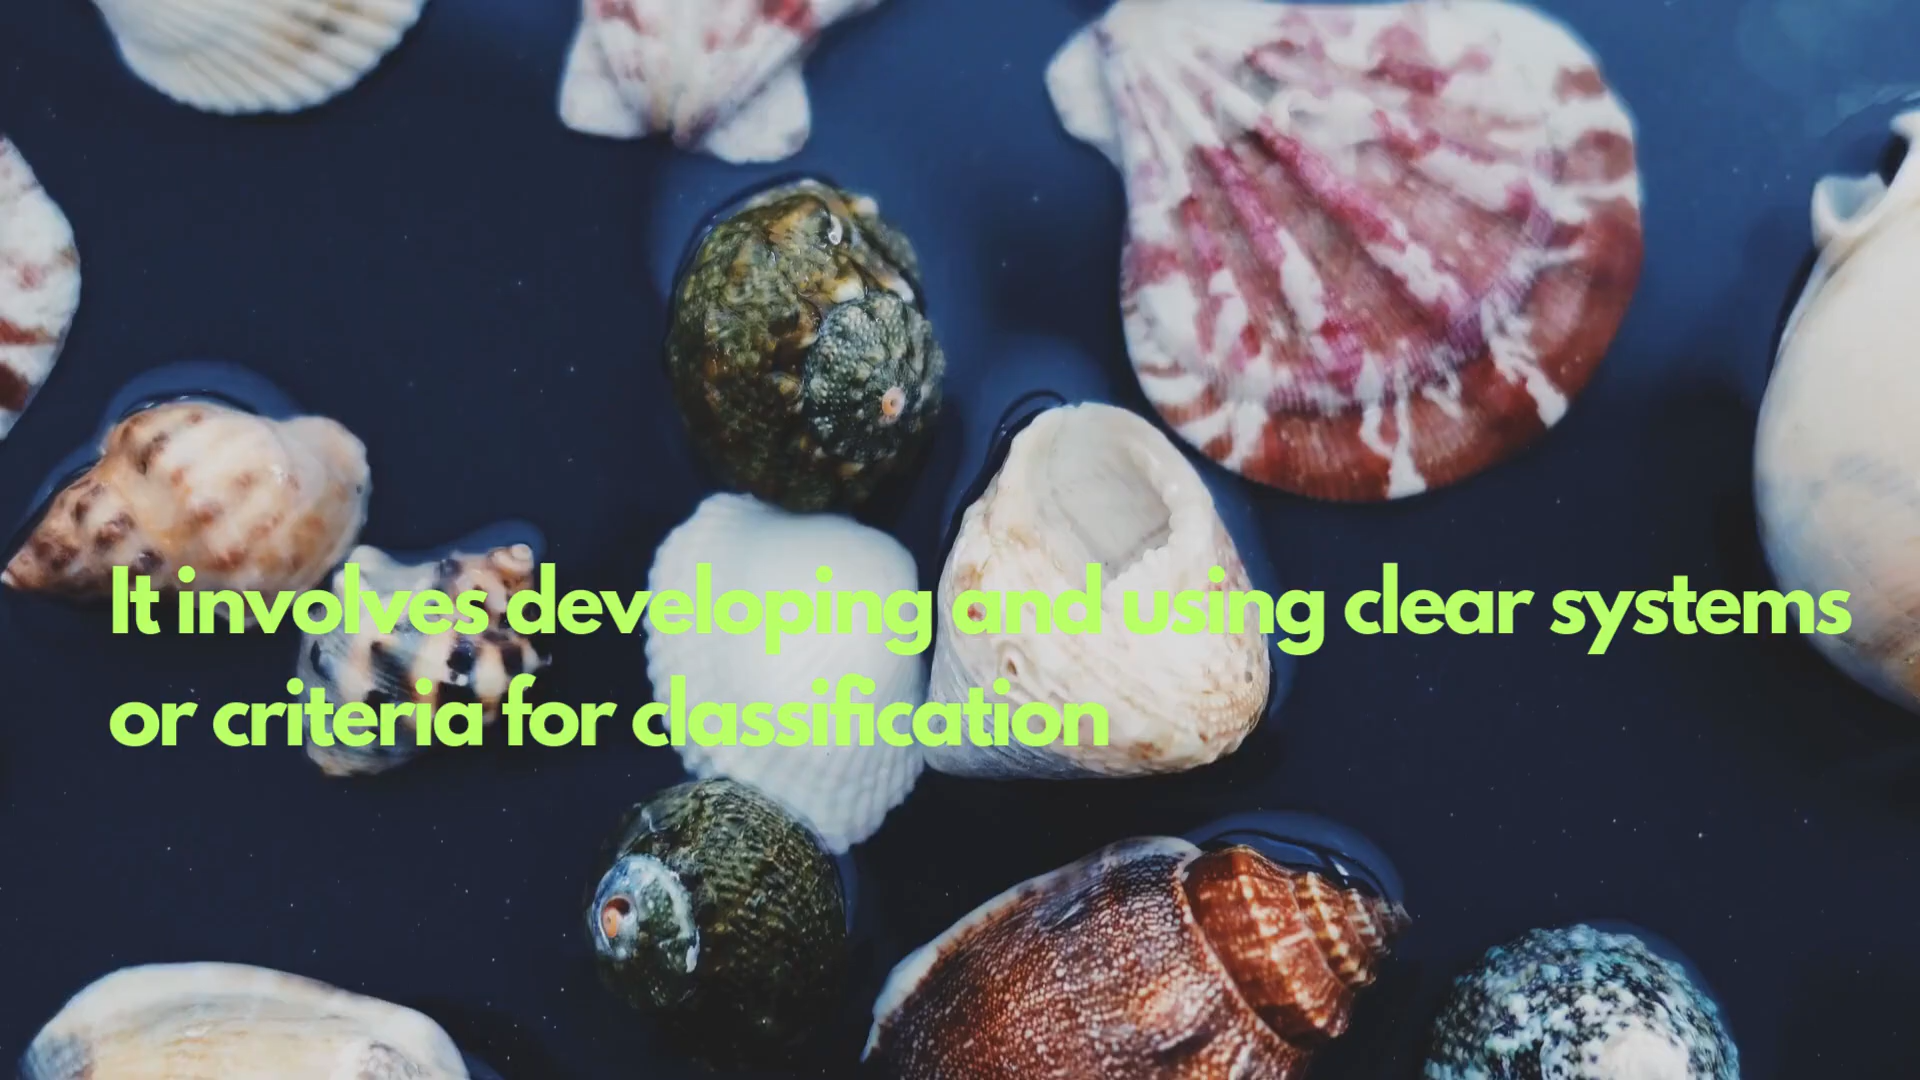 It involves developing and using clear systems
or criteria for classification